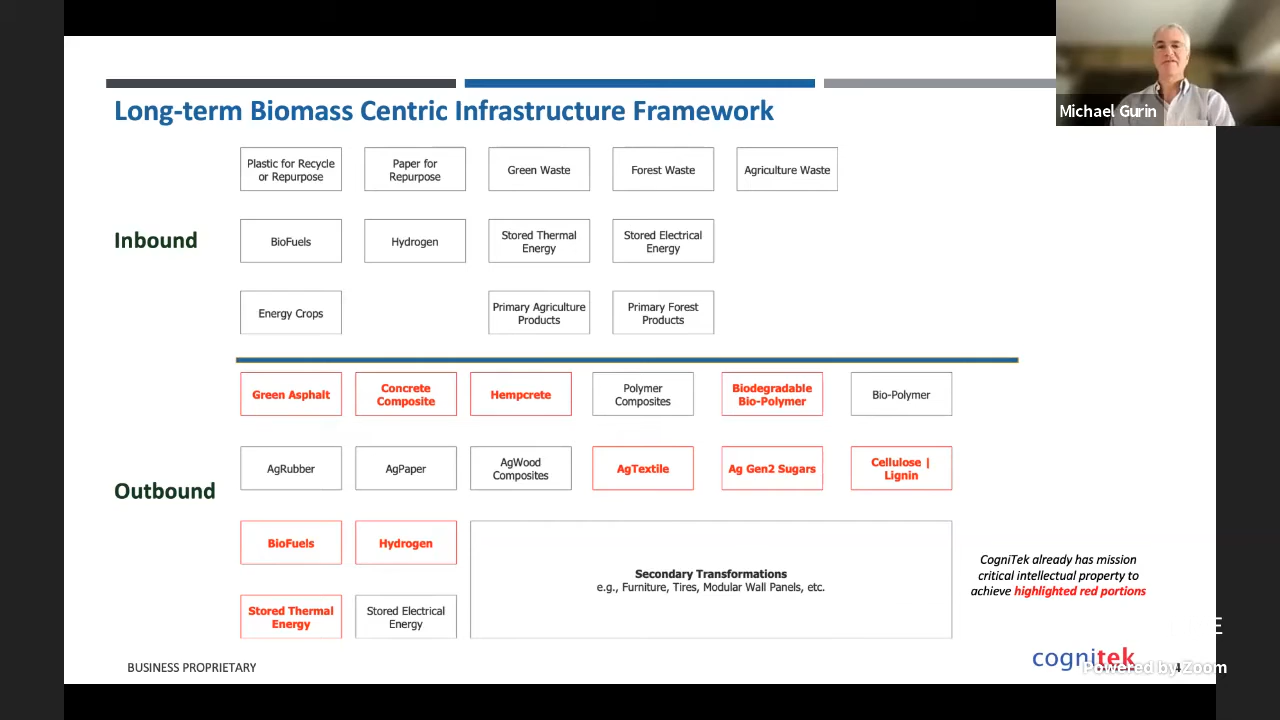 Michael Gurin
Long-term Biomass Centric Infrastructure Framework
Plastic for Recycle
or Repurpose
Paper for
Repurpose
Green Waste
Forest Waste
Agriculture Waste
Inbound
BioFuels
Hydrogen
Stored Thermal
Energy
Stored Electrical
Energy
Energy Crops
Primary Agriculture
Products
Primary Forest
Products
Green Asphalt
Concrete
Composite
Hempcrete
Polymer
Composites
Biodegradable
Bio-Polymer
Bio-Polymer
AgRubber
AgPaper
AgWood
Composites
AgTextile
Ag Gen2 Sugars
Cellulose |
Lignin
Outbound
BioFuels
Hydrogen
Secondary Transformations
e.g., Furniture, Tires, Modular Wall Panels, etc.
Stored Thermal
Energy
Stored Electrical
Energy
CogniTek already has mission
critical intellectual property to
achieve highlighted red portions
BUSINESS PROPRIETARY
cognitek
4
Powered by Zoom